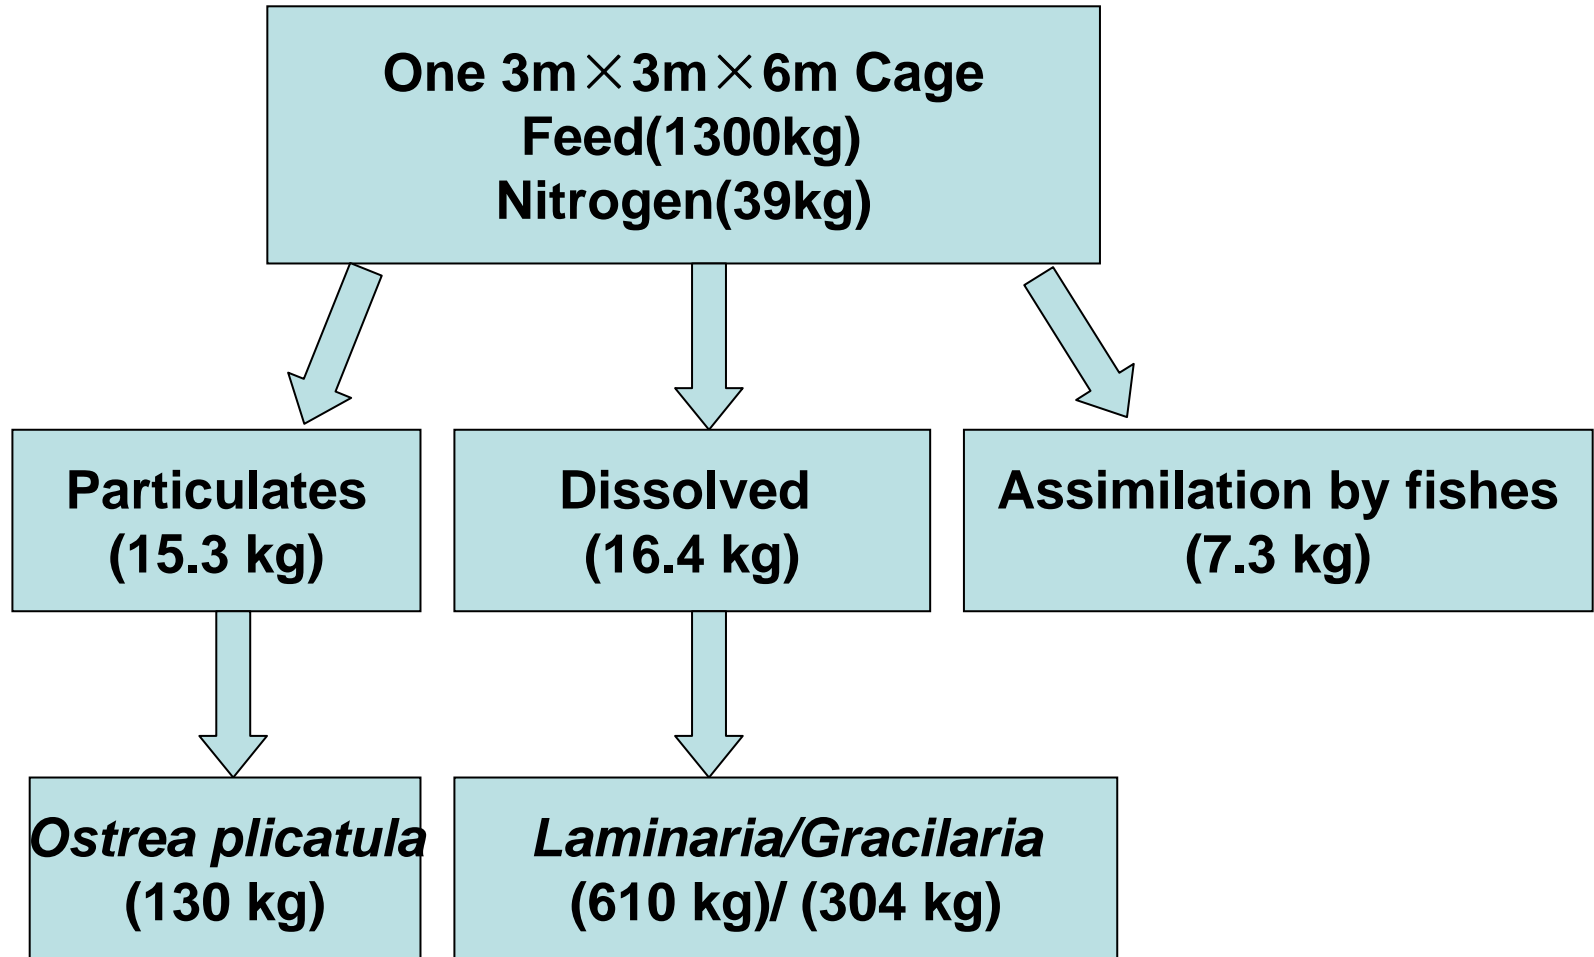 One 3m×3m×6m Cage
Feed(1300kg)
Nitrogen(39kg)
Particulates
(15.3 kg)
Dissolved
(16.4 kg)
Assimilation by fishes
(7.3 kg)
Ostrea plicatula
(130 kg)
Laminaria/Gracilaria
(610 kg)/ (304 kg)